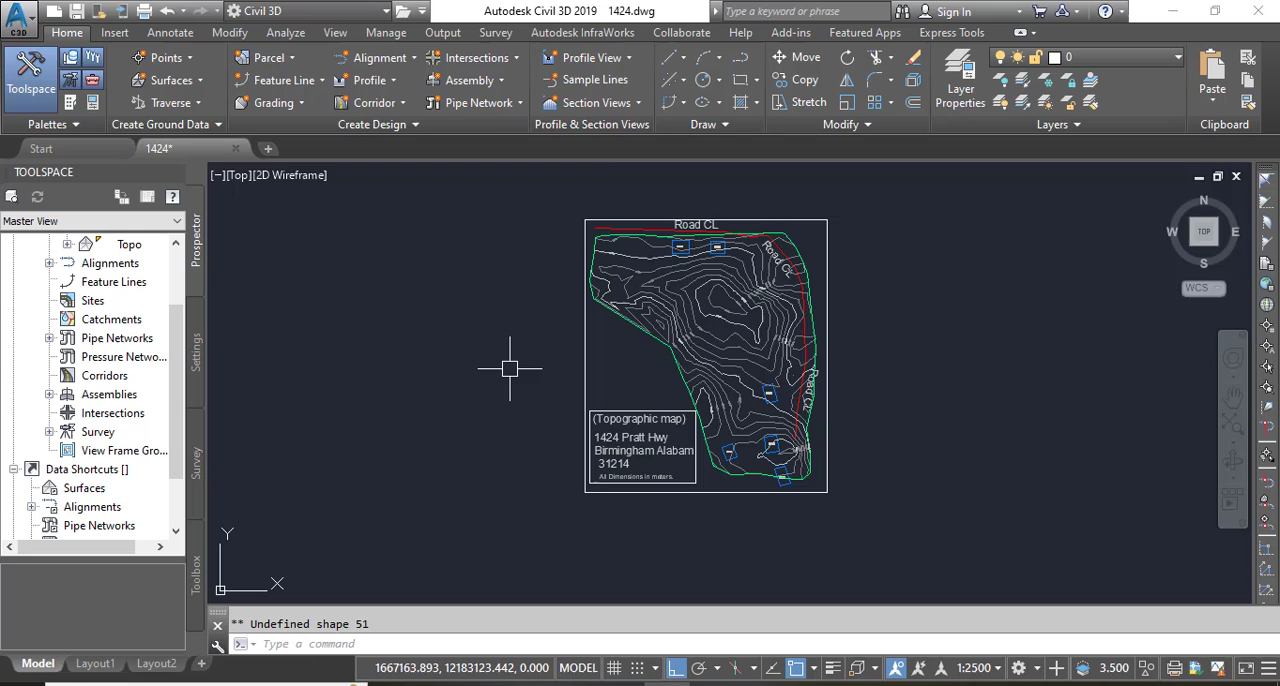 C3D
Civil 3D
Autodesk Civil 3D 2019 1424.dwg
Type a keyword or phrase
Sign In
Home Insert Annotate Modify Analyze View Manage Output Survey Autodesk InfraWorks Collaborate Help Add-ins Featured Apps Express Tools
Points Parcel Alignment Intersections Profile View Move 0
Toolspace Surfaces Feature Line Profile Assembly Sample Lines Copy Layer Properties Paste
Traverse Grading Corridor Pipe Network Section Views Stretch
Palettes Create Ground Data Create Design Profile & Section Views Draw Modify Layers Clipboard
Start 1424*
TOOLSPACE
[−][Top][2D Wireframe]
Master View
Topo
Alignments
Feature Lines
Sites
Catchments
Pipe Networks
Pressure Netwo...
Corridors
Assemblies
Intersections
Survey
View Frame Gro...
Data Shortcuts []
Surfaces
Alignments
Pipe Networks
Prospector
Settings
Survey
Toolbox
Road CL
Road CL
Road CL
(Topographic map)
1424 Pratt Hwy
Birmingham Alabam
31214
All Dimensions in meters.
N
W TOP E
S
WCS
Y
X
** Undefined shape 51
Type a command
Model Layout1 Layout2 +
1667163.893, 12183123.442, 0.000 MODEL 1:2500 3.500